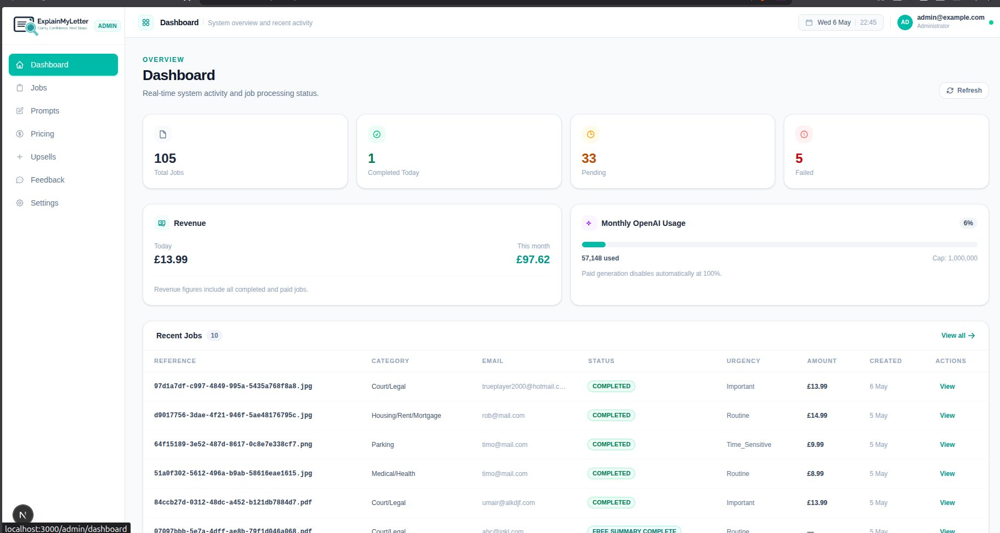 ExplainMyLetter
Clarity. Confidence. Next Steps.
ADMIN
Dashboard
System overview and recent activity
Wed 6 May
22:45
AD
admin@example.com
Administrator
Dashboard
Jobs
Prompts
Pricing
Upsells
Feedback
Settings
OVERVIEW
Dashboard
Real-time system activity and job processing status.
Refresh
105
Total Jobs
1
Completed Today
33
Pending
5
Failed
Revenue
Today
£13.99
This month
£97.62
Revenue figures include all completed and paid jobs.
Monthly OpenAI Usage
6%
57,148 used
Cap: 1,000,000
Paid generation disables automatically at 100%.
Recent Jobs 10
View all
REFERENCE CATEGORY EMAIL STATUS URGENCY AMOUNT CREATED ACTIONS
97d1a7df-c997-4849-995a-5435a768f8a8.jpg Court/Legal trueplayer2000@hotmail.c… COMPLETED Important £13.99 6 May View
d9017756-3dae-4f21-946f-5ae48176795c.jpg Housing/Rent/Mortgage rob@mail.com COMPLETED Routine £14.99 5 May View
64f15189-3e52-487d-8617-0c8e7e338cf7.png Parking timo@mail.com COMPLETED Time_Sensitive £9.99 5 May View
51a0f302-5612-496a-b9ab-58616eae1615.jpg Medical/Health timo@mail.com COMPLETED Routine £8.99 5 May View
84ccb27d-0312-48dc-a452-b121db7884d7.pdf Court/Legal umair@alkdjf.com COMPLETED Important £13.99 5 May View
07097bbb-5e7a-4dff-ae8b-79f1d046a068.pdf Court/Legal abc@jgkl.com FREE SUMMARY COMPLETE Routine — 5 May View
N
localhost:3000/admin/dashboard